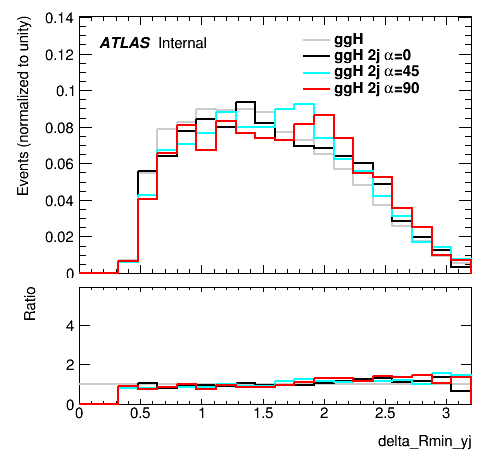 0.14
0.12
0.1
0.08
0.06
0.04
0.02
0
Events (normalized to unity)
ATLAS Internal
ggH
ggH 2j α=0
ggH 2j α=45
ggH 2j α=90
Ratio
4
2
0
0 0.5 1 1.5 2 2.5 3
delta_Rmin_yj